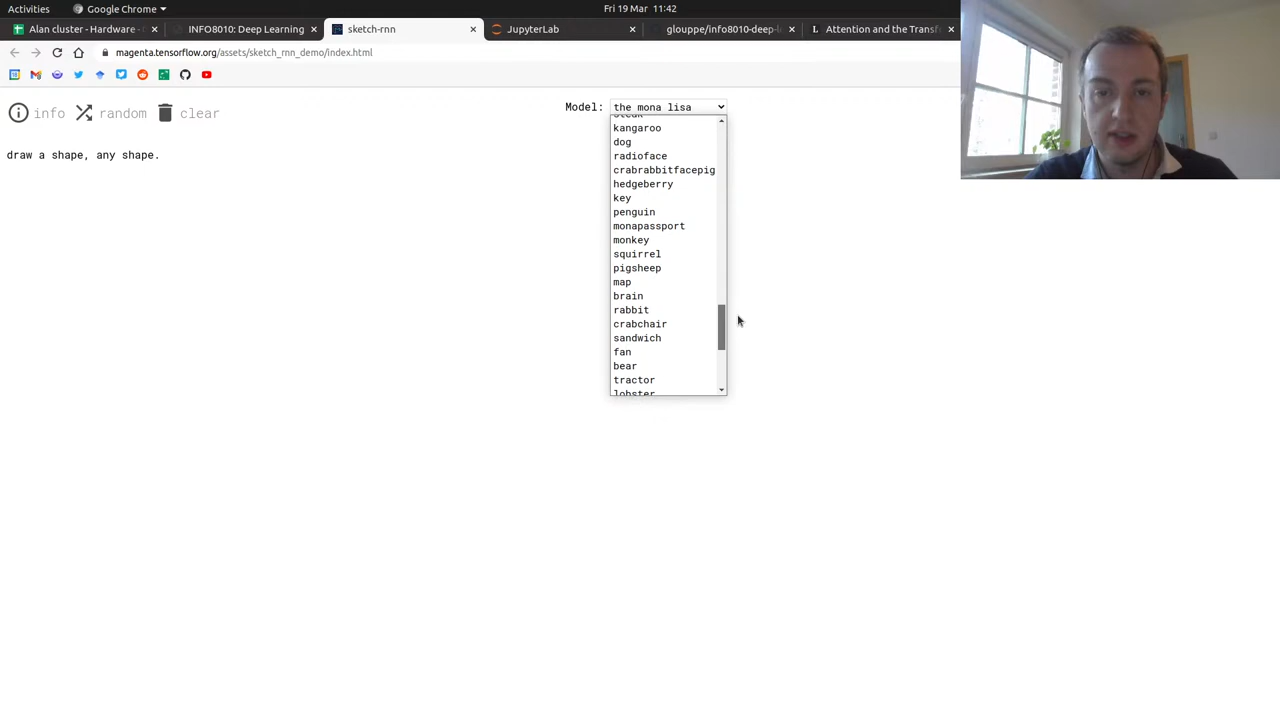 Activities
Google Chrome
Fri 19 Mar 11:42
Alan cluster - Hardware -
INFO8010: Deep Learning
sketch-rnn
JupyterLab
glouppe/info8010-deep-l
Attention and the Transf
magenta.tensorflow.org/assets/sketch_rnn_demo/index.html
info
random
clear
Model:
the mona lisa
draw a shape, any shape.
steak
kangaroo
dog
radioface
crabrabbitfacepig
hedgeberry
key
penguin
monapassport
monkey
squirrel
pigsheep
map
brain
rabbit
crabchair
sandwich
fan
bear
tractor
lobster